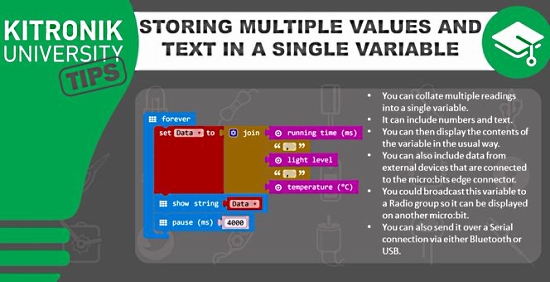 KITRONIK
UNIVERSITY
TIPS
STORING MULTIPLE VALUES AND
TEXT IN A SINGLE VARIABLE
forever
set Data to join running time (ms)
“ , ”
light level
“ , ”
temperature (°C)
show string Data
pause (ms) 4000
• You can collate multiple readings
into a single variable.
• It can include numbers and text.
• You can then display the contents of
the variable in the usual way.
• You can also include data from
external devices that are connected
to the micro:bits edge connector.
• You could broadcast this variable to
a Radio group so it can be displayed
on another micro:bit.
• You can also send it over a Serial
connection via either Bluetooth or
USB.